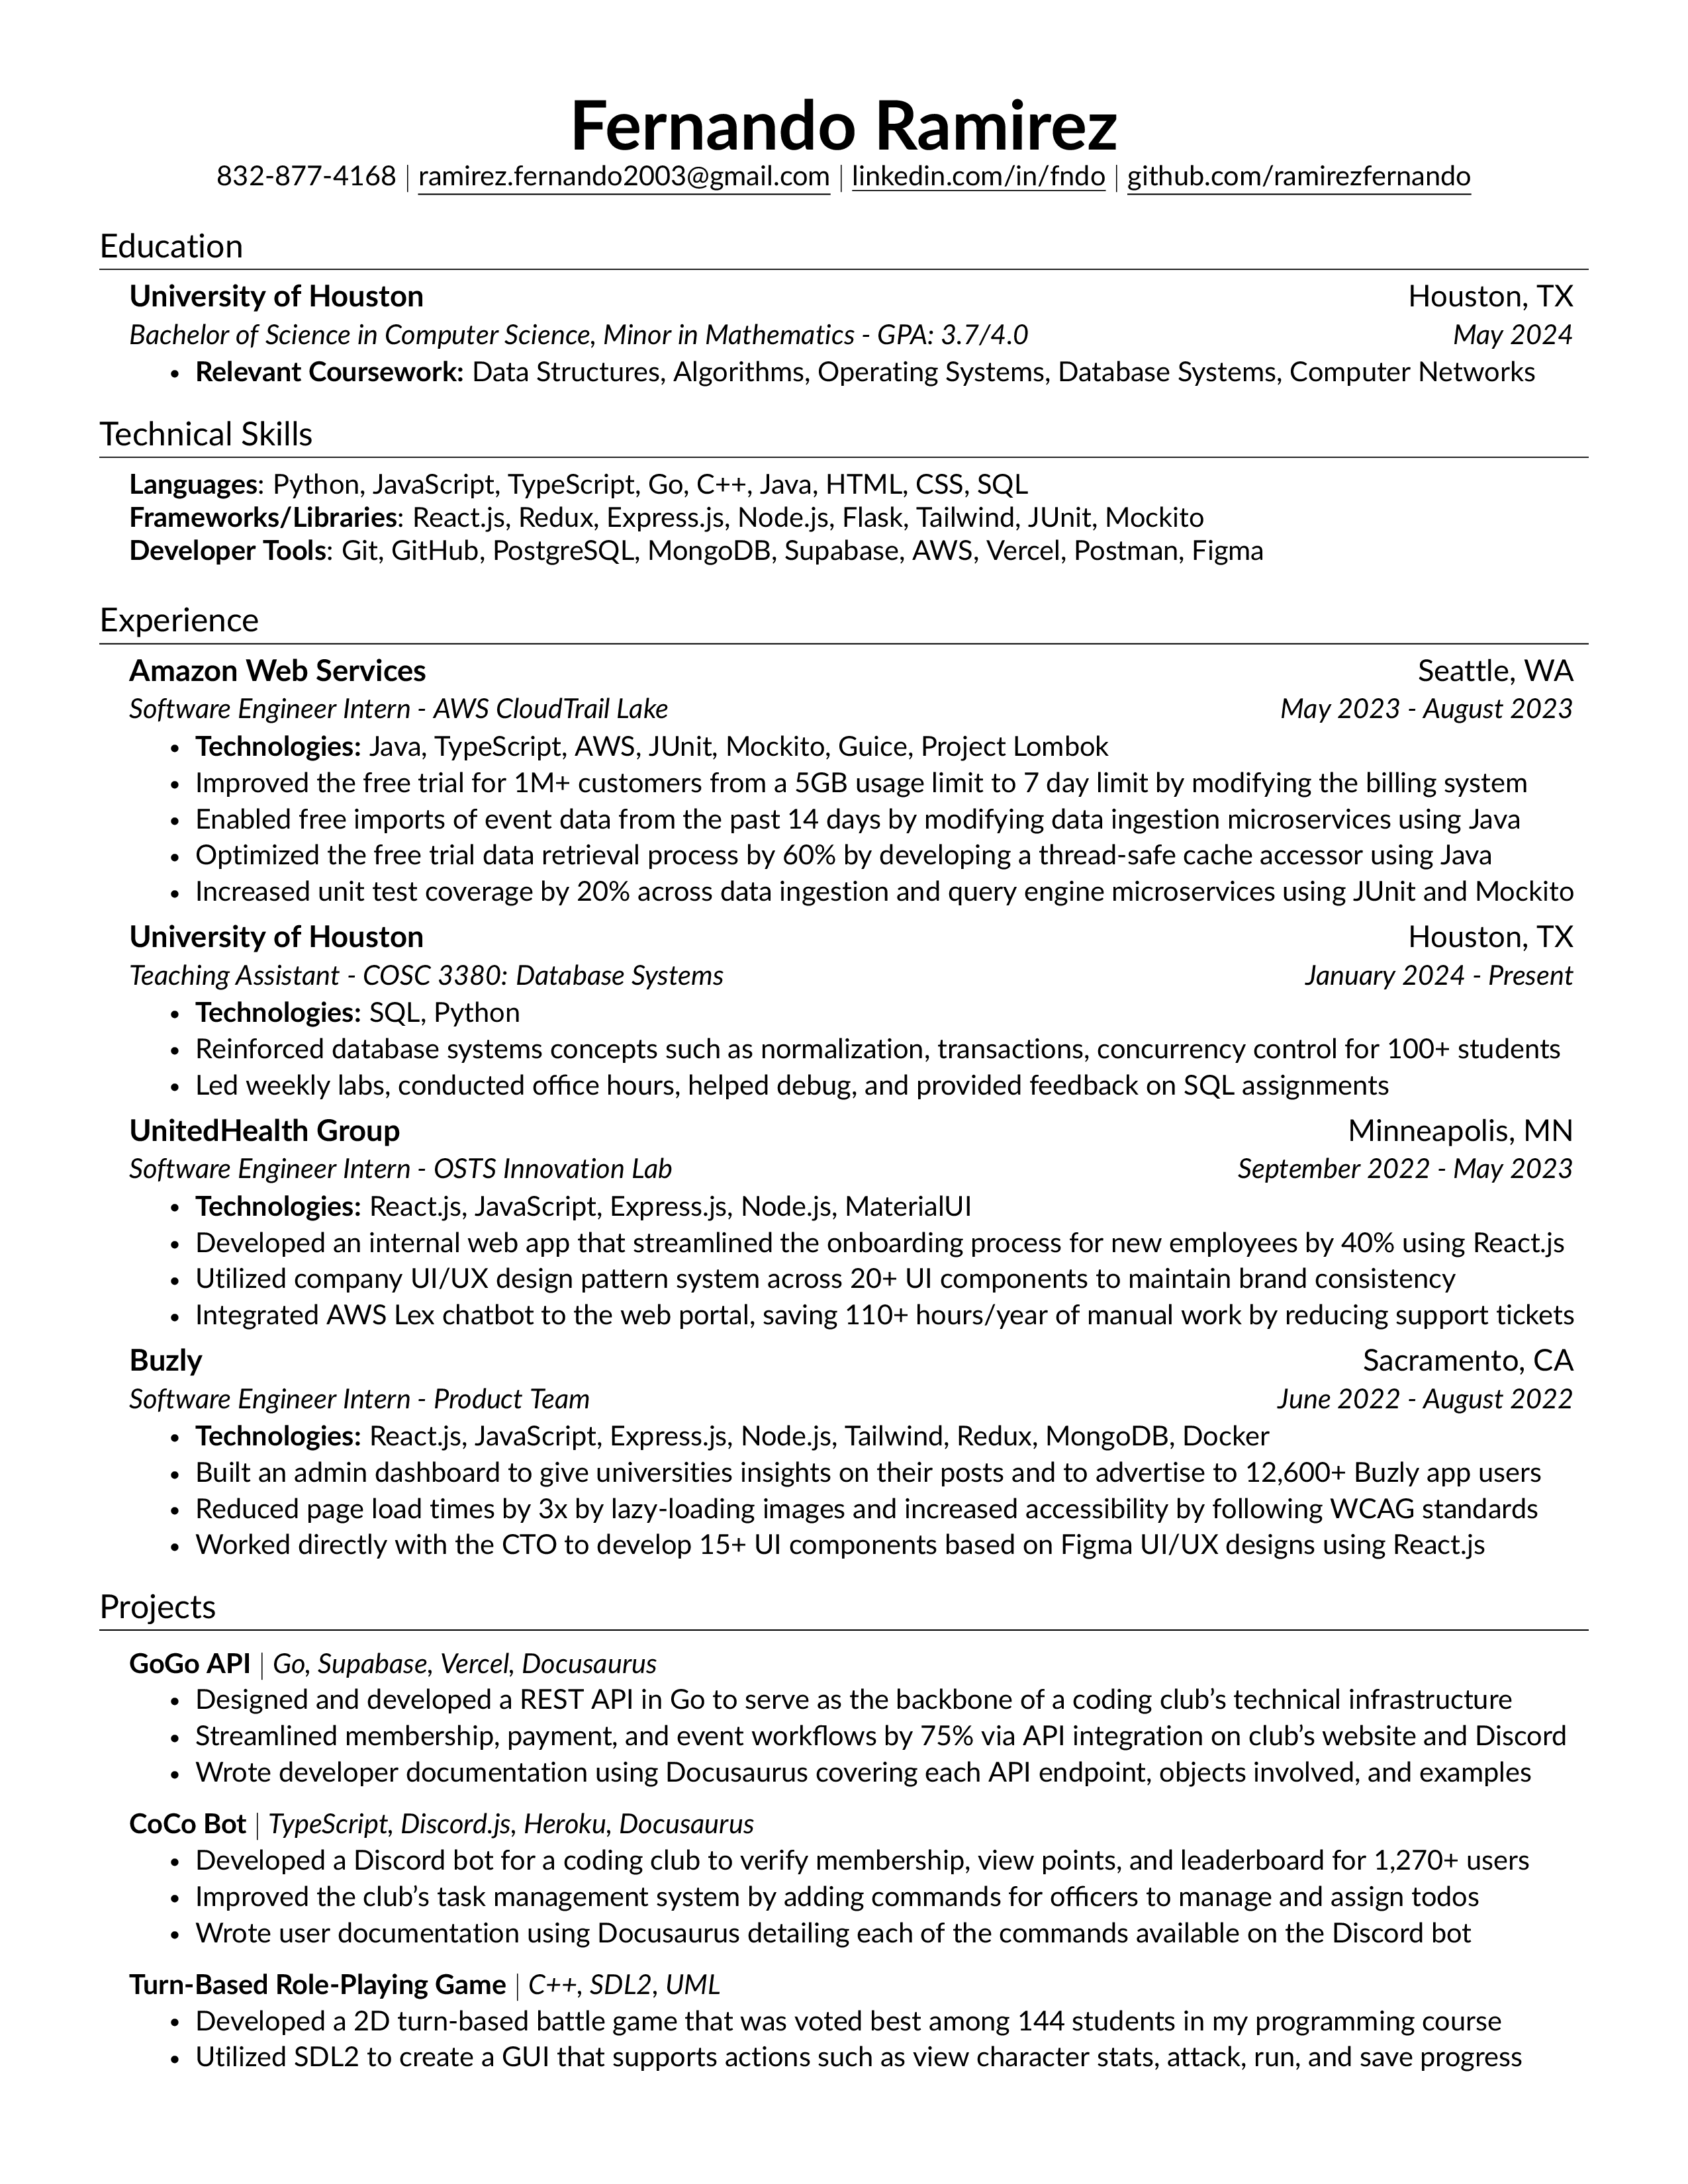 Fernando Ramirez
832-877-4168 | ramirez.fernando2003@gmail.com | linkedin.com/in/fndo | github.com/ramirezfernando
Education
University of Houston Houston, TX
Bachelor of Science in Computer Science, Minor in Mathematics - GPA: 3.7/4.0 May 2024
• Relevant Coursework: Data Structures, Algorithms, Operating Systems, Database Systems, Computer Networks
Technical Skills
Languages: Python, JavaScript, TypeScript, Go, C++, Java, HTML, CSS, SQL
Frameworks/Libraries: React.js, Redux, Express.js, Node.js, Flask, Tailwind, JUnit, Mockito
Developer Tools: Git, GitHub, PostgreSQL, MongoDB, Supabase, AWS, Vercel, Postman, Figma
Experience
Amazon Web Services Seattle, WA
Software Engineer Intern - AWS CloudTrail Lake May 2023 - August 2023
• Technologies: Java, TypeScript, AWS, JUnit, Mockito, Guice, Project Lombok
• Improved the free trial for 1M+ customers from a 5GB usage limit to 7 day limit by modifying the billing system
• Enabled free imports of event data from the past 14 days by modifying data ingestion microservices using Java
• Optimized the free trial data retrieval process by 60% by developing a thread-safe cache accessor using Java
• Increased unit test coverage by 20% across data ingestion and query engine microservices using JUnit and Mockito
University of Houston Houston, TX
Teaching Assistant - COSC 3380: Database Systems January 2024 - Present
• Technologies: SQL, Python
• Reinforced database systems concepts such as normalization, transactions, concurrency control for 100+ students
• Led weekly labs, conducted office hours, helped debug, and provided feedback on SQL assignments
UnitedHealth Group Minneapolis, MN
Software Engineer Intern - OSTS Innovation Lab September 2022 - May 2023
• Technologies: React.js, JavaScript, Express.js, Node.js, MaterialUI
• Developed an internal web app that streamlined the onboarding process for new employees by 40% using React.js
• Utilized company UI/UX design pattern system across 20+ UI components to maintain brand consistency
• Integrated AWS Lex chatbot to the web portal, saving 110+ hours/year of manual work by reducing support tickets
Buzly Sacramento, CA
Software Engineer Intern - Product Team June 2022 - August 2022
• Technologies: React.js, JavaScript, Express.js, Node.js, Tailwind, Redux, MongoDB, Docker
• Built an admin dashboard to give universities insights on their posts and to advertise to 12,600+ Buzly app users
• Reduced page load times by 3x by lazy-loading images and increased accessibility by following WCAG standards
• Worked directly with the CTO to develop 15+ UI components based on Figma UI/UX designs using React.js
Projects
GoGo API | Go, Supabase, Vercel, Docusaurus
• Designed and developed a REST API in Go to serve as the backbone of a coding club’s technical infrastructure
• Streamlined membership, payment, and event workflows by 75% via API integration on club’s website and Discord
• Wrote developer documentation using Docusaurus covering each API endpoint, objects involved, and examples
CoCo Bot | TypeScript, Discord.js, Heroku, Docusaurus
• Developed a Discord bot for a coding club to verify membership, view points, and leaderboard for 1,270+ users
• Improved the club’s task management system by adding commands for officers to manage and assign todos
• Wrote user documentation using Docusaurus detailing each of the commands available on the Discord bot
Turn-Based Role-Playing Game | C++, SDL2, UML
• Developed a 2D turn-based battle game that was voted best among 144 students in my programming course
• Utilized SDL2 to create a GUI that supports actions such as view character stats, attack, run, and save progress